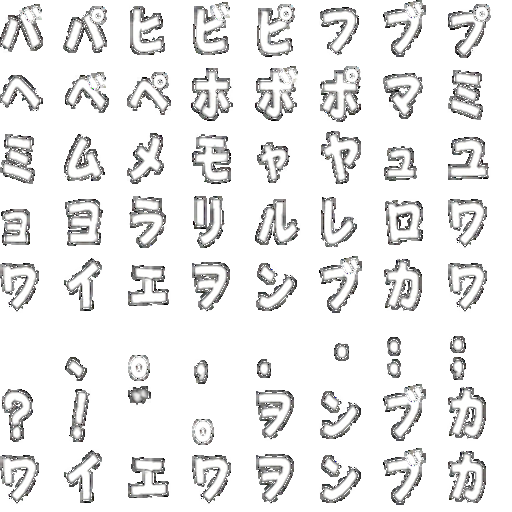 バパヒビピフブプ
ヘベペホボポマミ
ミムメモャヤュユ
ョヨラリルレロワ
ワイエヲンブカワ
、。，．・：；
？！゛゜ヲンブカ
ワイエワヲンブカ